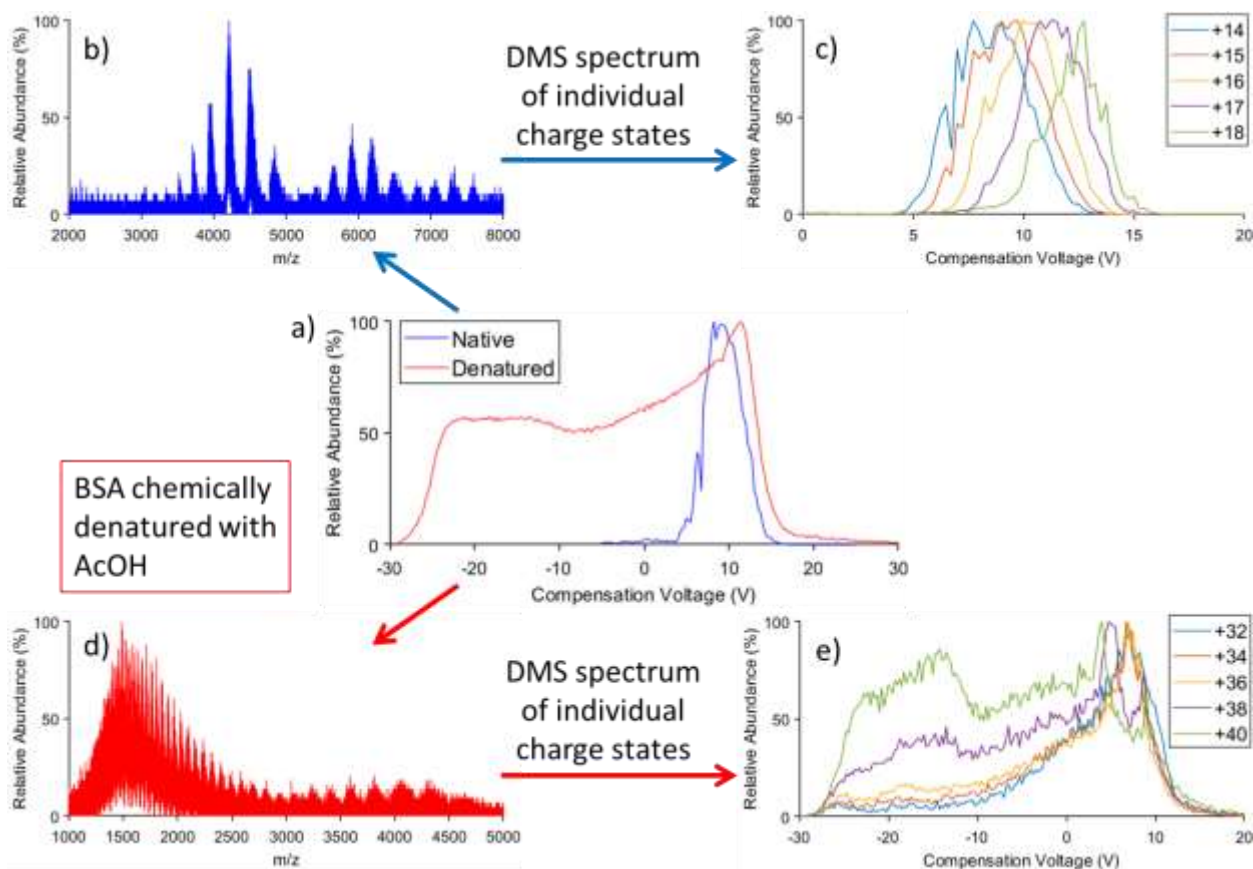 b)
Relative Abundance (%)
100
50
0
2000 3000 4000 5000 6000 7000 8000
m/z
DMS spectrum
of individual
charge states
c)
Relative Abundance (%)
100
50
0
0 5 10 15 20
Compensation Voltage (V)
+14
+15
+16
+17
+18
a)
Relative Abundance (%)
100
50
0
Native
Denatured
-30 -20 -10 0 10 20 30
Compensation Voltage (V)
BSA chemically
denatured with
AcOH
d)
Relative Abundance (%)
100
50
0
1000 1500 2000 2500 3000 3500 4000 4500 5000
m/z
DMS spectrum
of individual
charge states
e)
Relative Abundance (%)
100
50
0
-30 -20 -10 0 10 20
Compensation Voltage (V)
+32
+34
+36
+38
+40